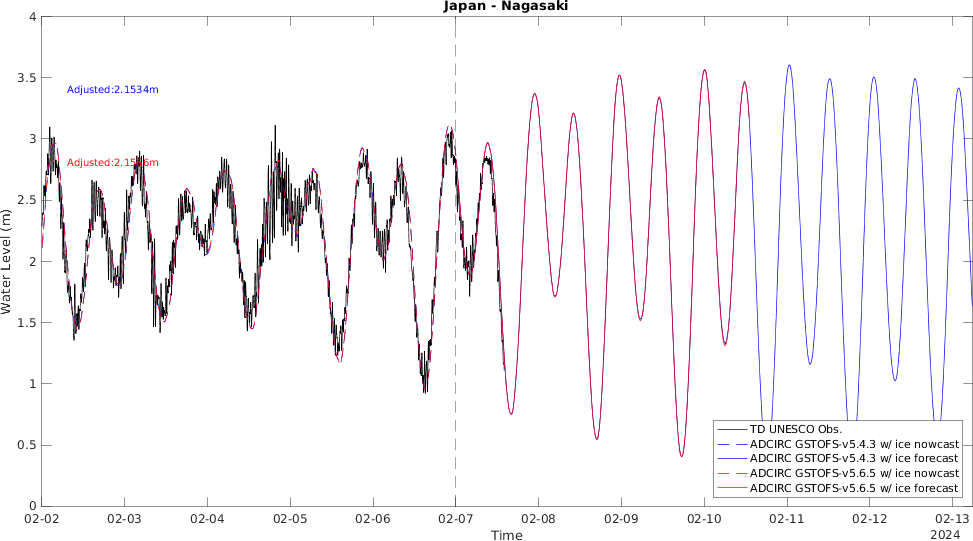 Japan - Nagasaki
4
3.5
3
2.5
2
1.5
1
0.5
0
Water Level (m)
Adjusted:2.1534m
TD UNESCO Obs.
ADCIRC GSTOFS-v5.4.3 w/ ice nowcast
ADCIRC GSTOFS-v5.4.3 w/ ice forecast
ADCIRC GSTOFS-v5.6.5 w/ ice nowcast
ADCIRC GSTOFS-v5.6.5 w/ ice forecast
02-02 02-03 02-04 02-05 02-06 02-07 02-08 02-09 02-10 02-11 02-12 02-13
2024
Time